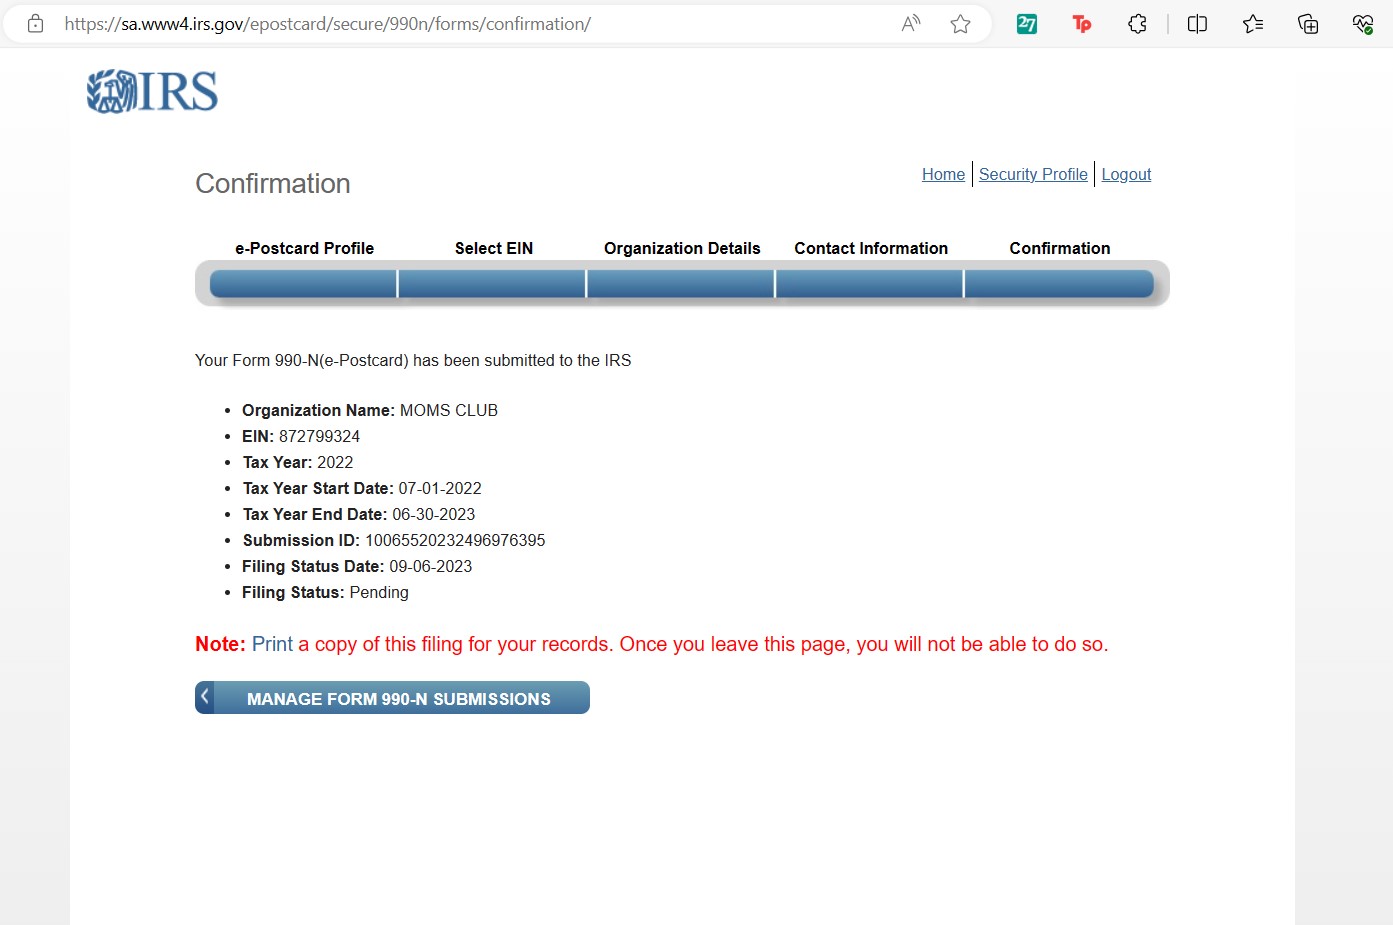 https://sa.www4.irs.gov/epostcard/secure/990n/forms/confirmation/
A
27
Tp
IRS
Confirmation
Home
Security Profile
Logout
e-Postcard Profile
Select EIN
Organization Details
Contact Information
Confirmation
Your Form 990-N(e-Postcard) has been submitted to the IRS
• Organization Name: MOMS CLUB
• EIN: 872799324
• Tax Year: 2022
• Tax Year Start Date: 07-01-2022
• Tax Year End Date: 06-30-2023
• Submission ID: 10065520232496976395
• Filing Status Date: 09-06-2023
• Filing Status: Pending
Note: Print a copy of this filing for your records. Once you leave this page, you will not be able to do so.
MANAGE FORM 990-N SUBMISSIONS